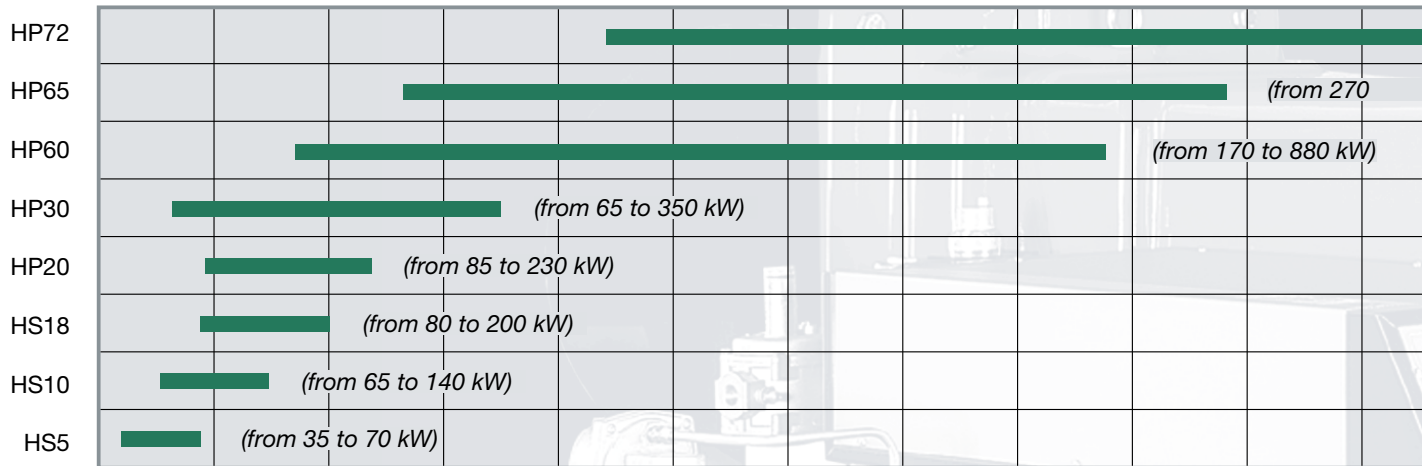 HP72
HP65 (from 270
HP60 (from 170 to 880 kW)
HP30 (from 65 to 350 kW)
HP20 (from 85 to 230 kW)
HS18 (from 80 to 200 kW)
HS10 (from 65 to 140 kW)
HS5 (from 35 to 70 kW)